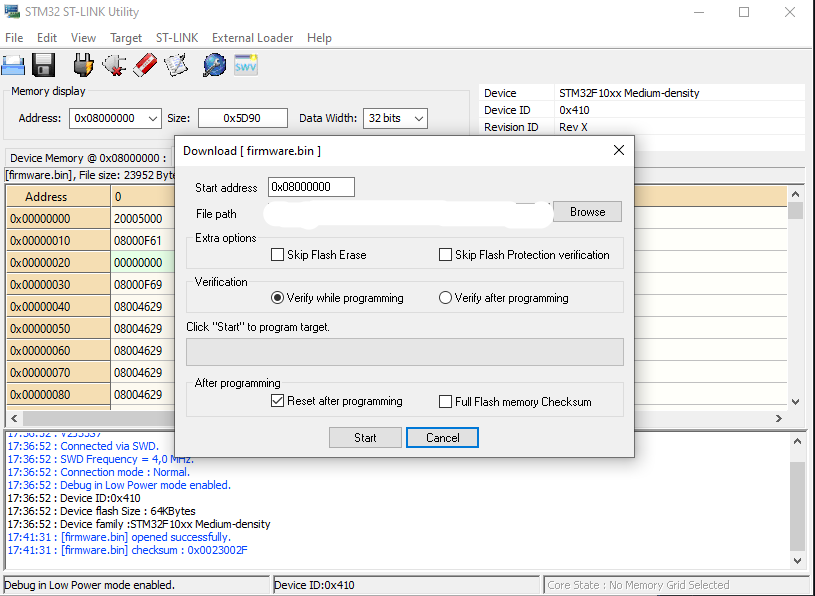 STM32 ST-LINK Utility
File Edit View Target ST-LINK External Loader Help
SWV
Memory display
Address: 0x08000000 Size: 0x5D90 Data Width: 32 bits
Device STM32F10xx Medium-density
Device ID 0x410
Revision ID Rev X
Device Memory @ 0x08000000 :
[firmware.bin], File size: 23952 Byte
Address 0
0x00000000 20005000
0x00000010 08000F61
0x00000020 00000000
0x00000030 08000F69
0x00000040 08004629
0x00000050 08004629
0x00000060 08004629
0x00000070 08004629
0x00000080 08004629
Download [ firmware.bin ]
Start address 0x08000000
File path Browse
Extra options
Skip Flash Erase Skip Flash Protection verification
Verification
Verify while programming Verify after programming
Click "Start" to program target.
After programming
Reset after programming Full Flash memory Checksum
Start Cancel
17:36:52 : Connected via SWD.
17:36:52 : SWD Frequency = 4,0 MHz.
17:36:52 : Connection mode : Normal.
17:36:52 : Debug in Low Power mode enabled.
17:36:52 : Device ID:0x410
17:36:52 : Device flash Size : 64KBytes
17:36:52 : Device family :STM32F10xx Medium-density
17:41:31 : [firmware.bin] opened successfully.
17:41:31 : [firmware.bin] checksum : 0x0023002F
Debug in Low Power mode enabled. Device ID:0x410 Core State : No Memory Grid Selected